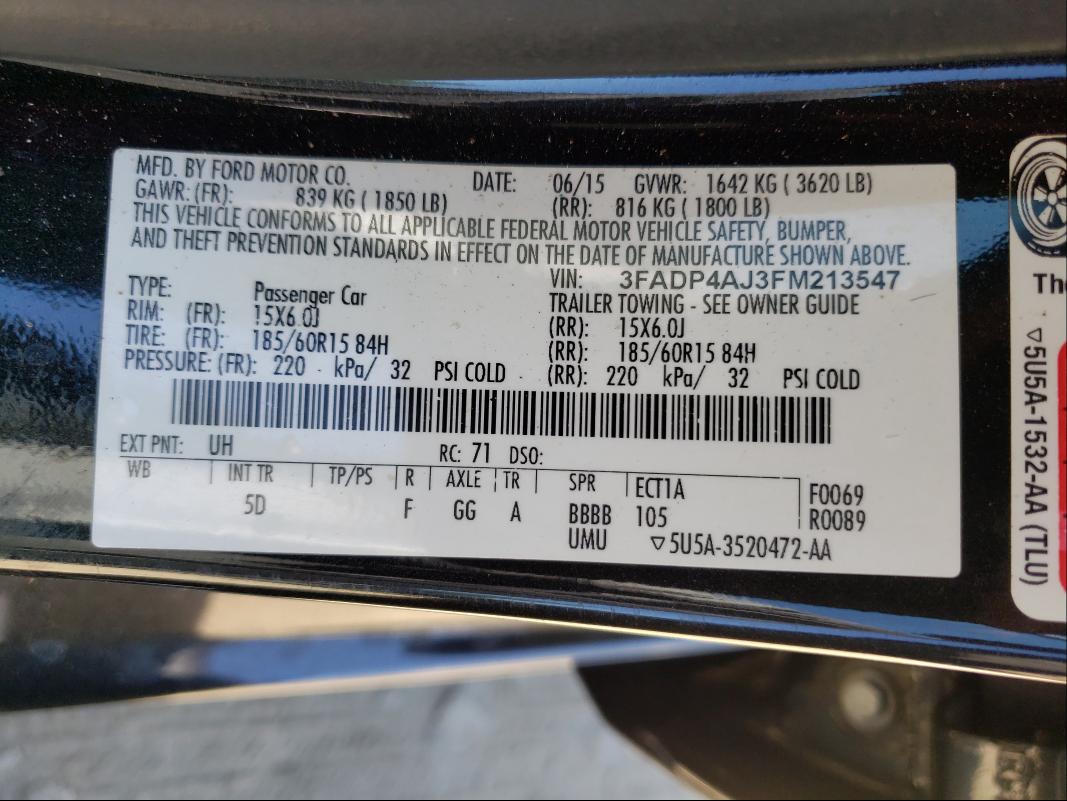 MFD. BY FORD MOTOR CO. DATE: 06/15 GVWR: 1642 KG ( 3620 LB)
GAWR: (FR): 839 KG ( 1850 LB) (RR): 816 KG ( 1800 LB)
THIS VEHICLE CONFORMS TO ALL APPLICABLE FEDERAL MOTOR VEHICLE SAFETY, BUMPER,
AND THEFT PREVENTION STANDARDS IN EFFECT ON THE DATE OF MANUFACTURE SHOWN ABOVE.
VIN: 3FADP4AJ3FM213547
TYPE: Passenger Car TRAILER TOWING - SEE OWNER GUIDE
RIM: (FR): 15X6.0J (RR): 15X6.0J
TIRE: (FR): 185/60R15 84H (RR): 185/60R15 84H
PRESSURE: (FR): 220 kPa/ 32 PSI COLD (RR): 220 kPa/ 32 PSI COLD
EXT PNT: UH RC: 71 DSO:
WB INT TR TP/PS R AXLE TR SPR ECT1A F0069
5D F GG A BBBB 105 R0089
UMU ▽5U5A-3520472-AA
▽5U5A-1532-AA (TLU)